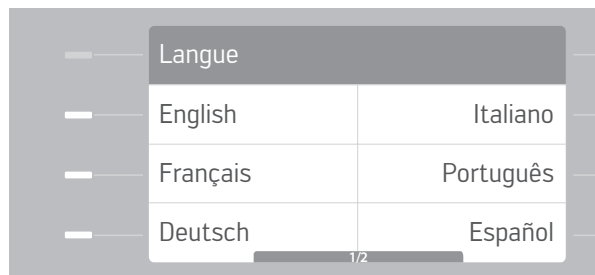 Langue
English Italiano
Français Português
Deutsch Español
1/2